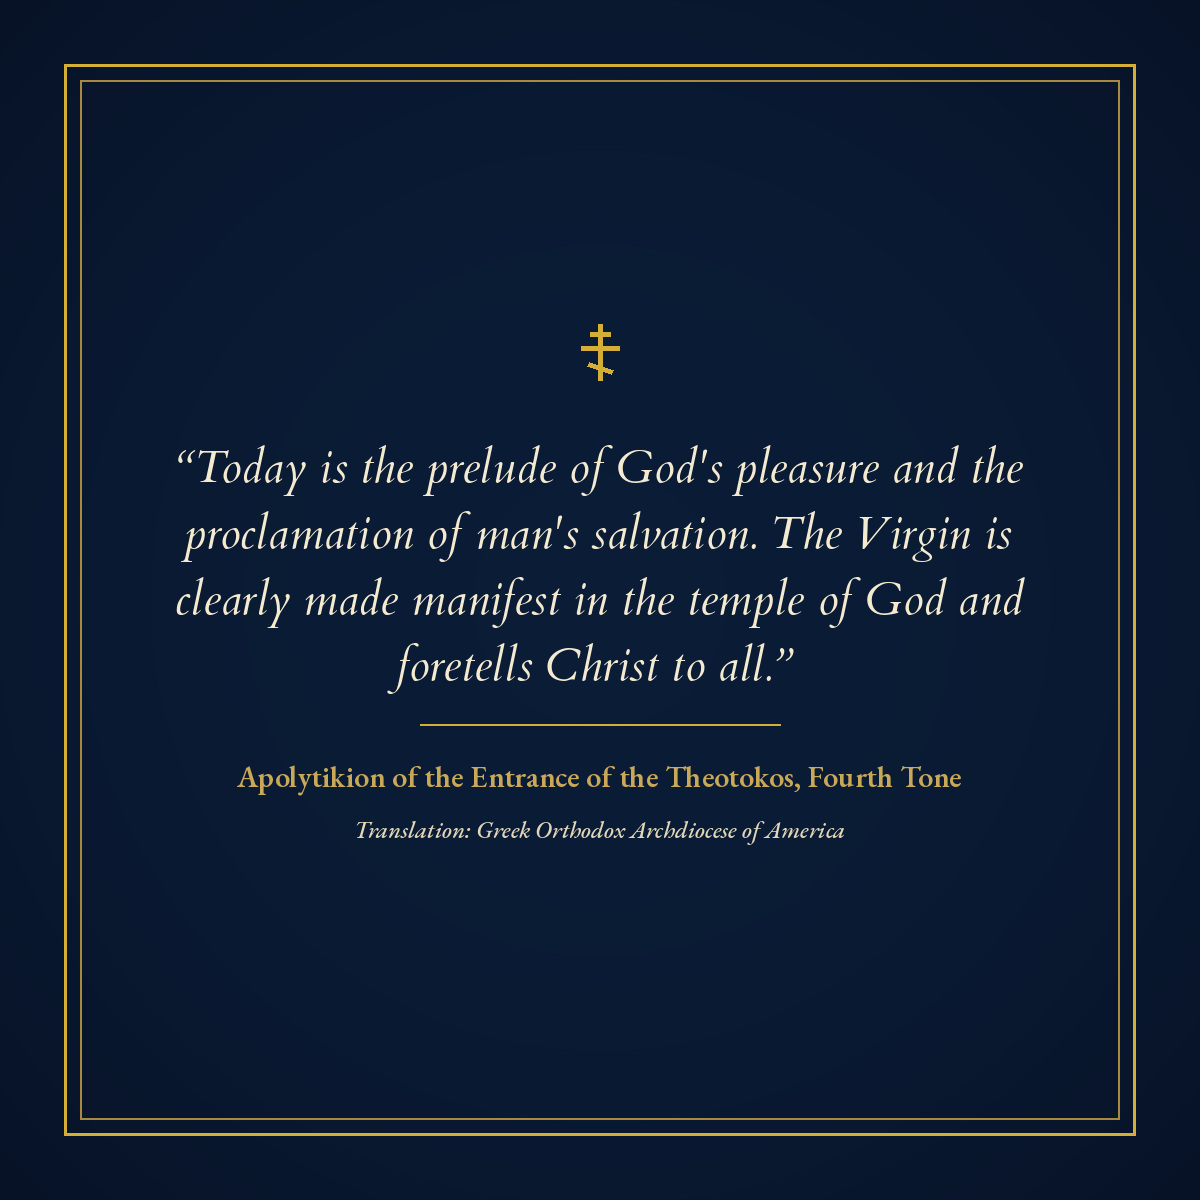 “Today is the prelude of God's pleasure and the
proclamation of man's salvation. The Virgin is
clearly made manifest in the temple of God and
foretells Christ to all.”
Apolytikion of the Entrance of the Theotokos, Fourth Tone
Translation: Greek Orthodox Archdiocese of America